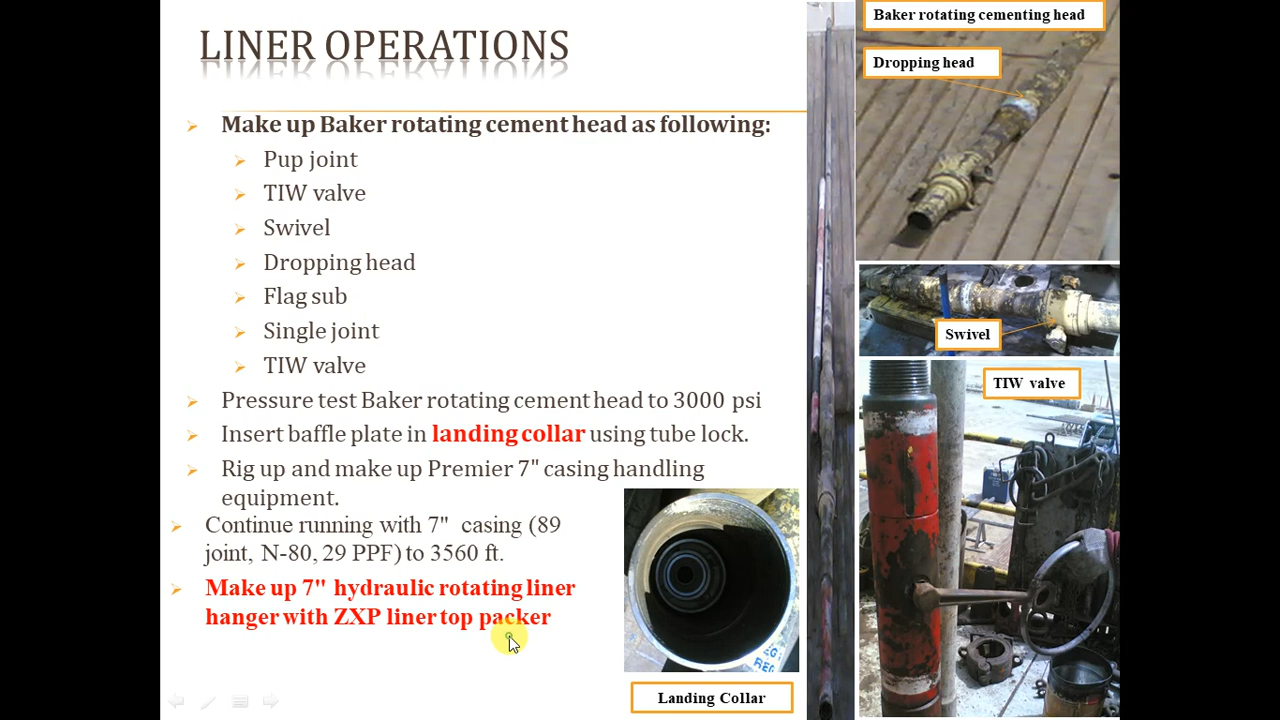 LINER OPERATIONS
Make up Baker rotating cement head as following:
Pup joint
TIW valve
Swivel
Dropping head
Flag sub
Single joint
TIW valve
Pressure test Baker rotating cement head to 3000 psi
Insert baffle plate in landing collar using tube lock.
Rig up and make up Premier 7" casing handling
equipment.
Continue running with 7" casing (89
joint, N-80, 29 PPF) to 3560 ft.
Make up 7" hydraulic rotating liner
hanger with ZXP liner top packer
Baker rotating cementing head
Dropping head
Swivel
TIW valve
Landing Collar